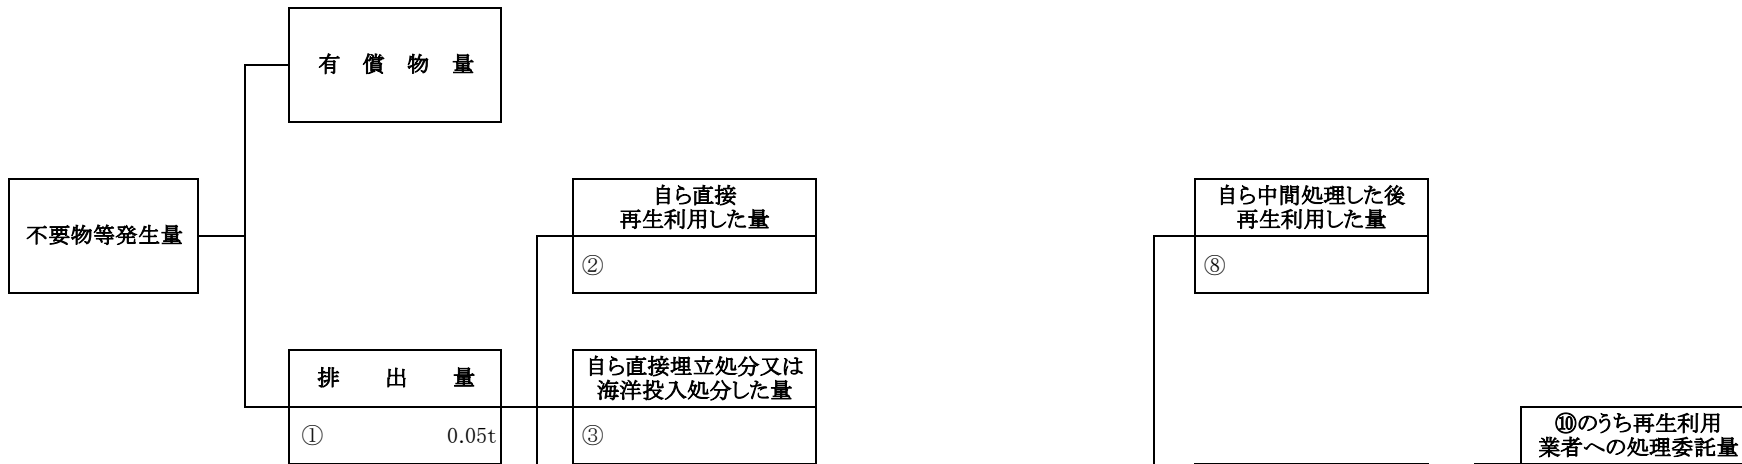 有 償 物 量
不要物等発生量
自ら直接
再生利用した量
②
自ら中間処理した後
再生利用した量
⑧
排 出 量
① 0.05t
自ら直接埋立処分又は
海洋投入処分した量
③
⑩のうち再生利用
業者への処理委託量